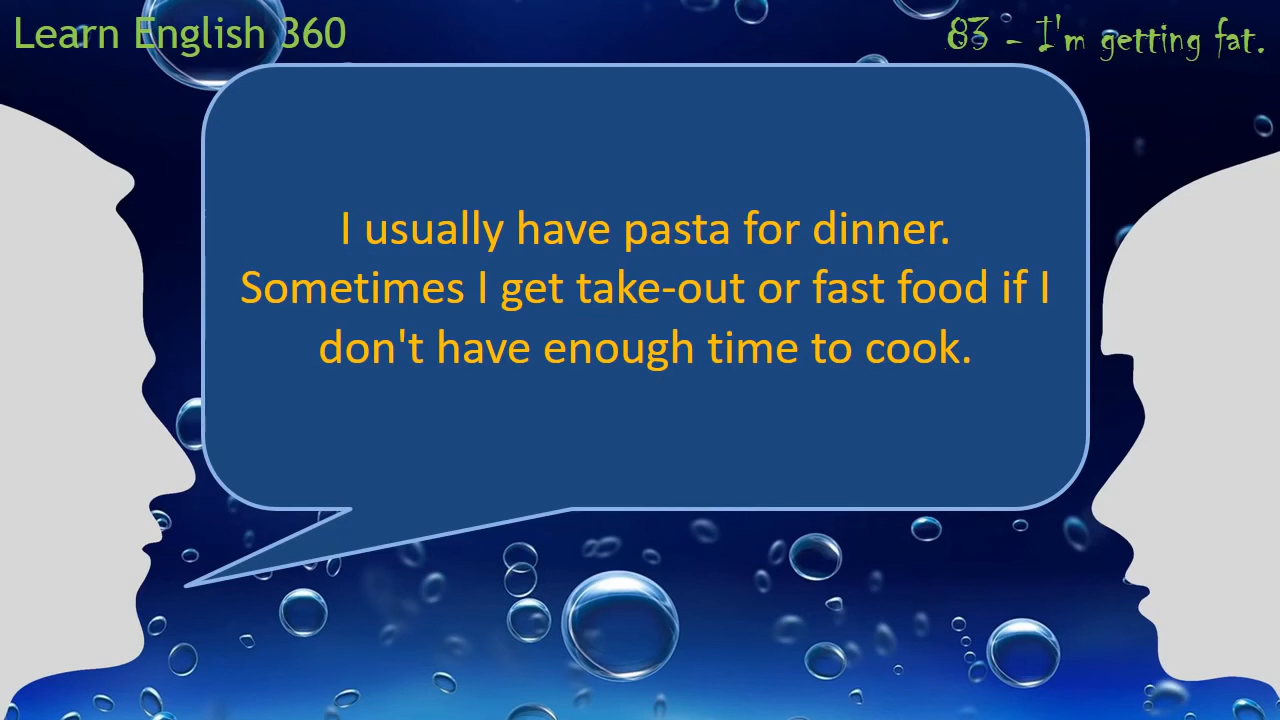 Learn English 360
83 - I'm getting fat.
I usually have pasta for dinner.
Sometimes I get take-out or fast food if I
don't have enough time to cook.